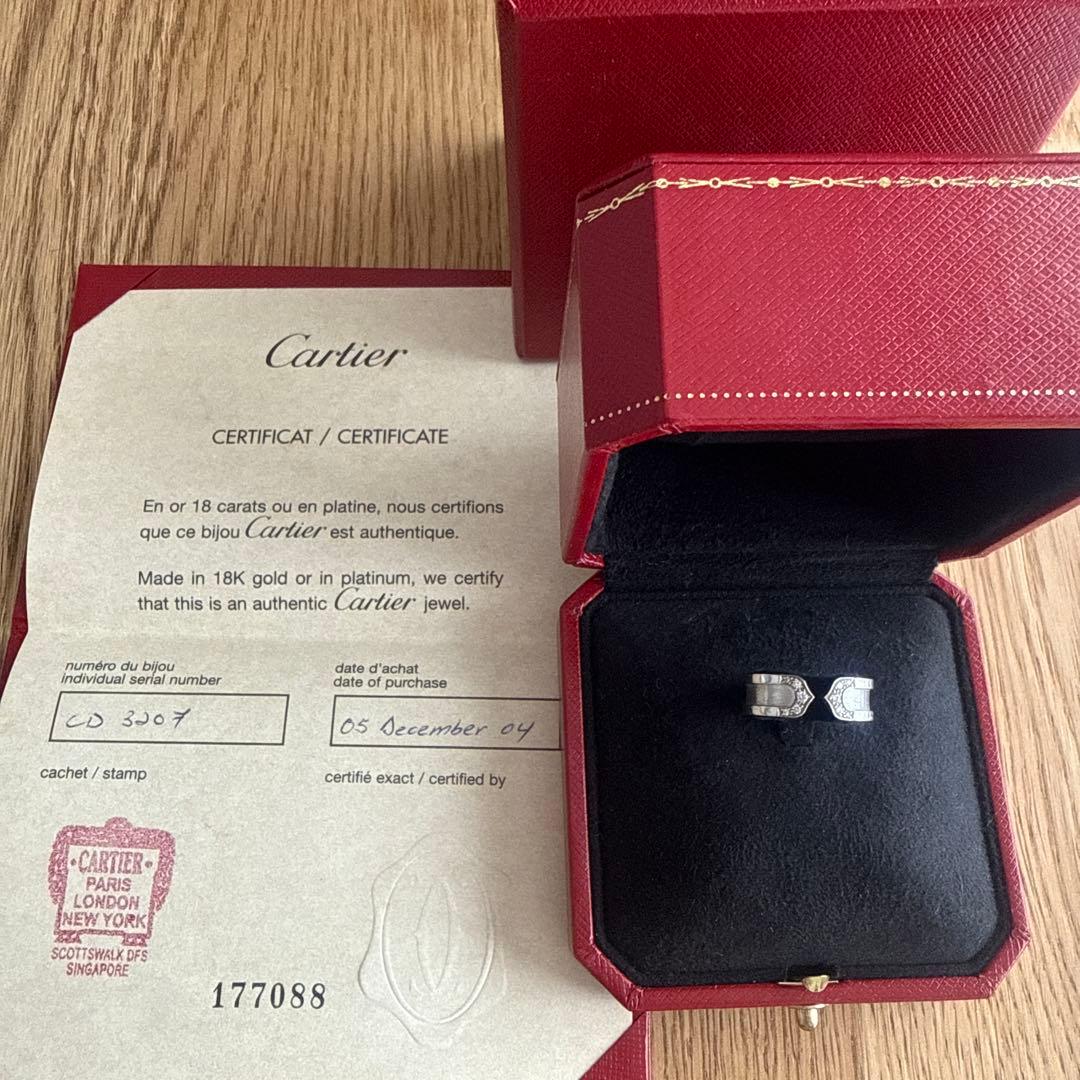 Cartier
CERTIFICAT / CERTIFICATE
En or 18 carats ou en platine, nous certifions
que ce bijou Cartier est authentique.
Made in 18K gold or in platinum, we certify
that this is an authentic Cartier jewel.
numéro du bijou
individual serial number
CD 3207
date d'achat
date of purchase
05 December 04
cachet / stamp
certifié exact / certified by
·CARTIER·
PARIS
LONDON
NEW YORK
SCOTTSWALK DFS
SINGAPORE
177088